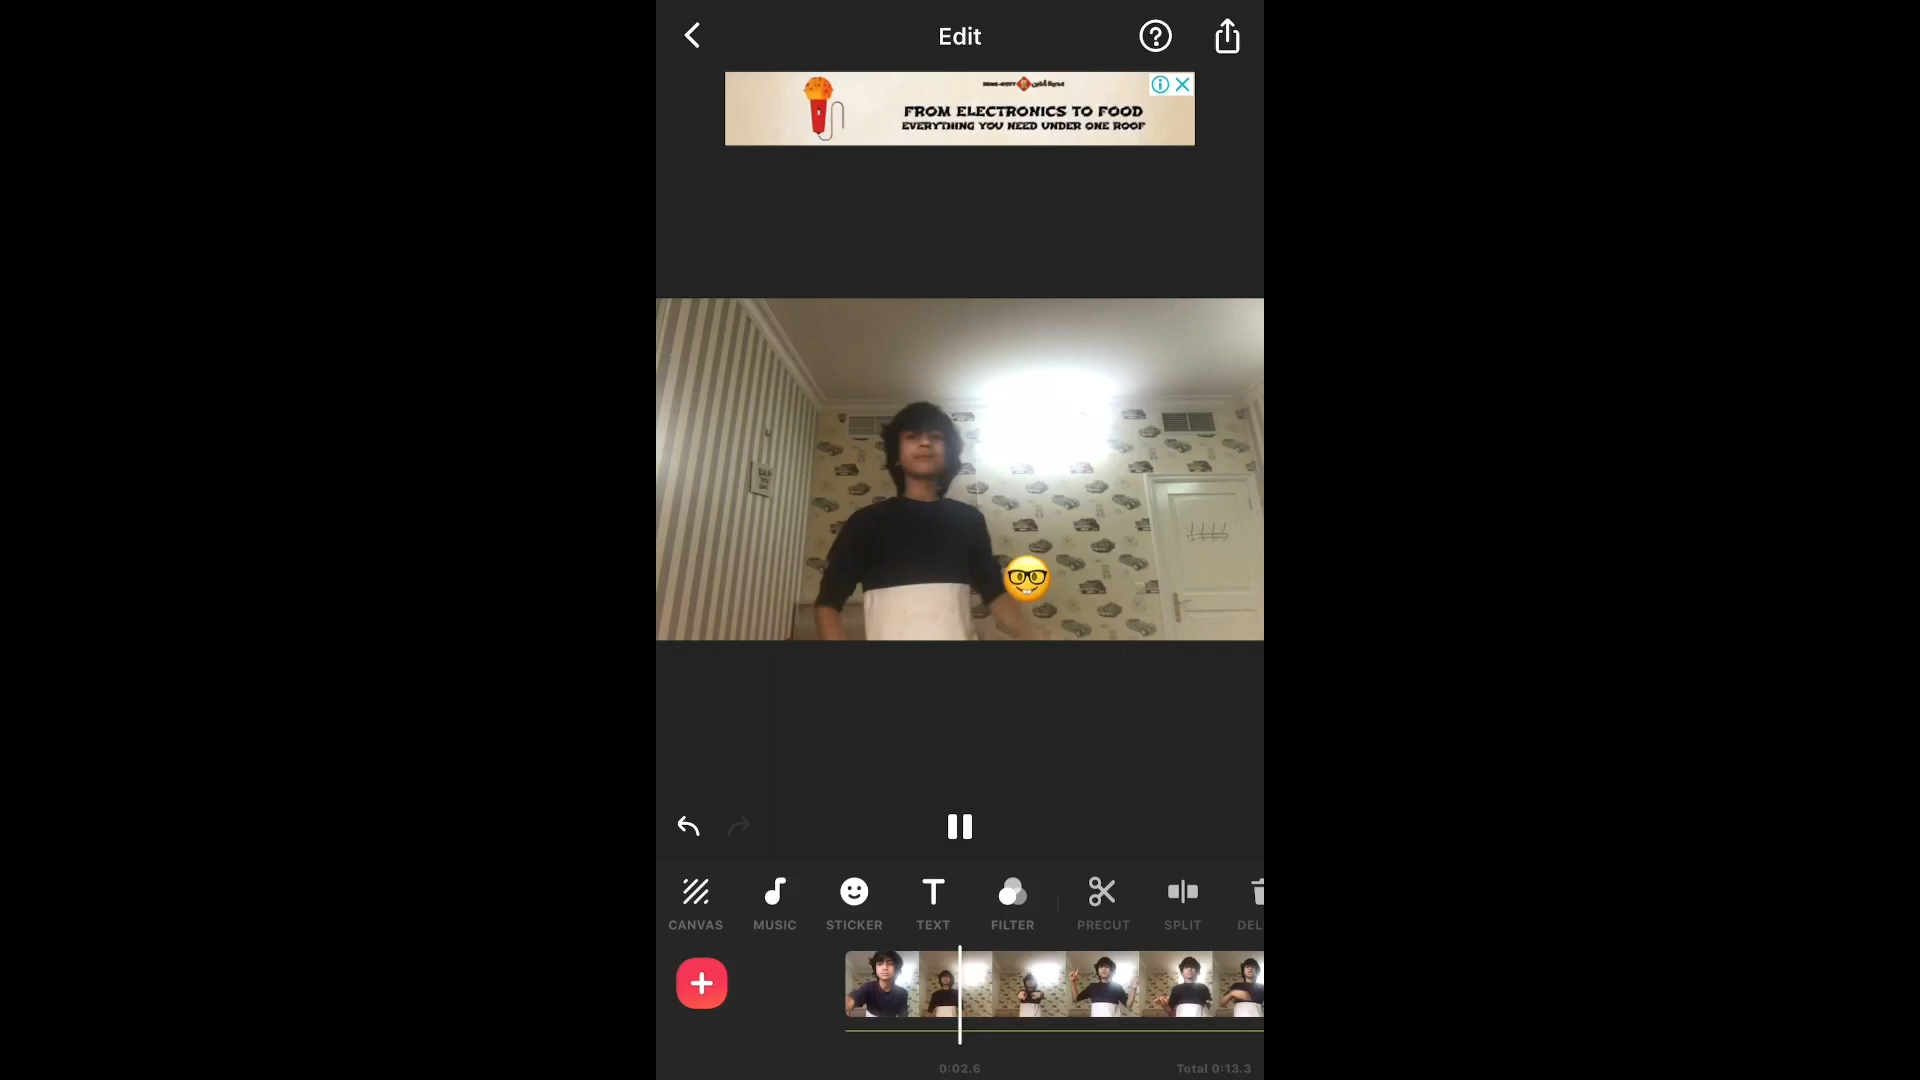 Edit
FROM ELECTRONICS TO FOOD
EVERYTHING YOU NEED UNDER ONE ROOF
CANVAS
MUSIC
STICKER
TEXT
FILTER
PRECUT
SPLIT
DEL
0:02.6
Total 0:13.3